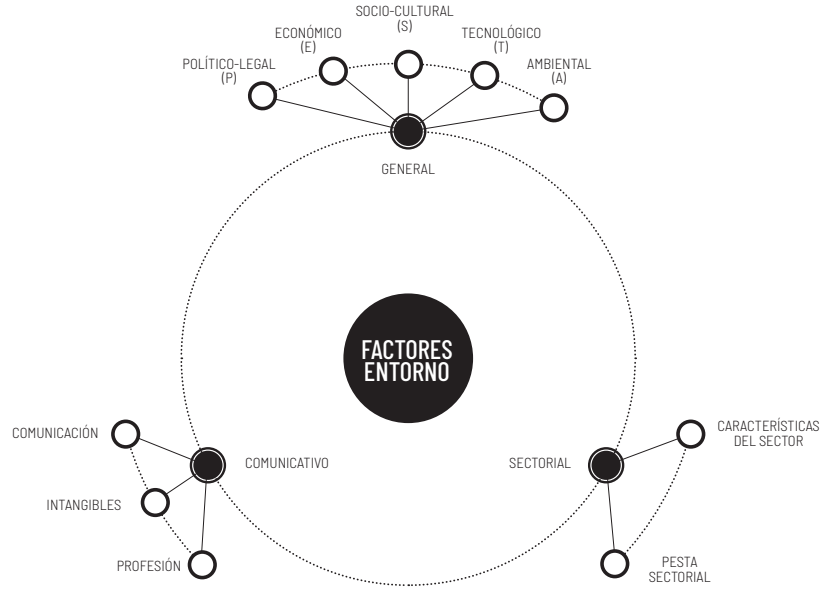 SOCIO-CULTURAL
(S)
ECONÓMICO
(E)
TECNOLÓGICO
(T)
POLÍTICO-LEGAL
(P)
AMBIENTAL
(A)
GENERAL
FACTORES
ENTORNO
COMUNICACIÓN
COMUNICATIVO
INTANGIBLES
PROFESIÓN
SECTORIAL
CARACTERÍSTICAS
DEL SECTOR
PESTA
SECTORIAL